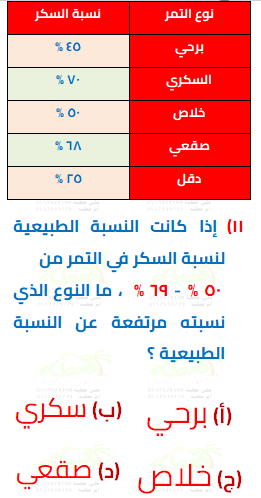 نوع التمر نسبة السكر
برحي ٤٥ %
السكري ٧٠ %
خلاص ٥٠ %
صقعي ٦٨ %
دقل ٢٥ %
١١) إذا كانت النسبة الطبيعية
لنسبة السكر في التمر من
٥٠ % - ٦٩ % ، ما النوع الذي
نسبته مرتفعة عن النسبة
الطبيعية ؟
(أ) برحي (ب) سكري
(ج) خلاص (د) صقعي